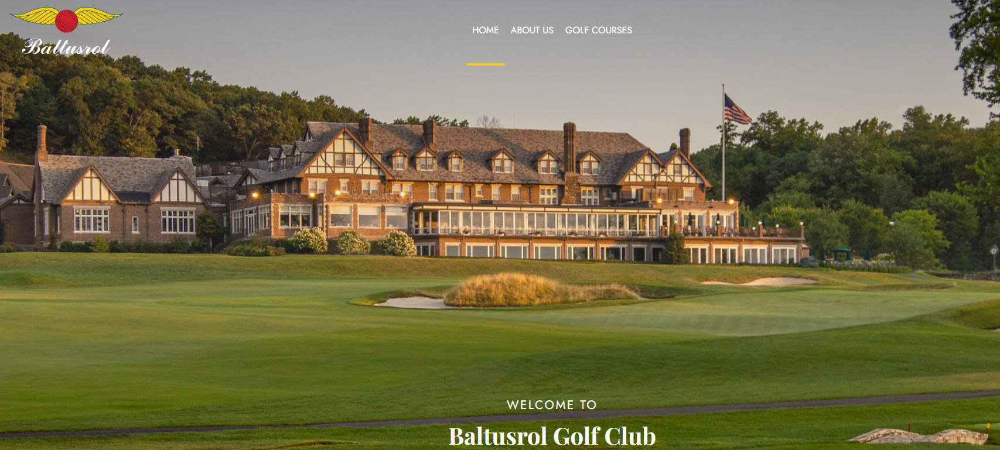 Baltusrol
HOME ABOUT US GOLF COURSES
WELCOME TO
Baltusrol Golf Club